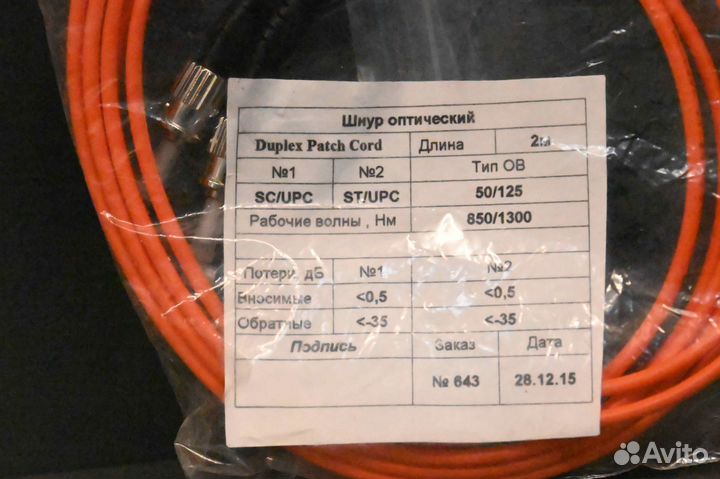 Шнур оптический
Duplex Patch Cord Длина 2м
№1 №2 Тип ОВ
SC/UPC ST/UPC 50/125
Рабочие волны , Нм 850/1300
Потери, дБ №1 №2
Вносимые <0,5 <0,5
Обратные <-35 <-35
Подпись Заказ Дата
№ 643 28.12.15
Avito